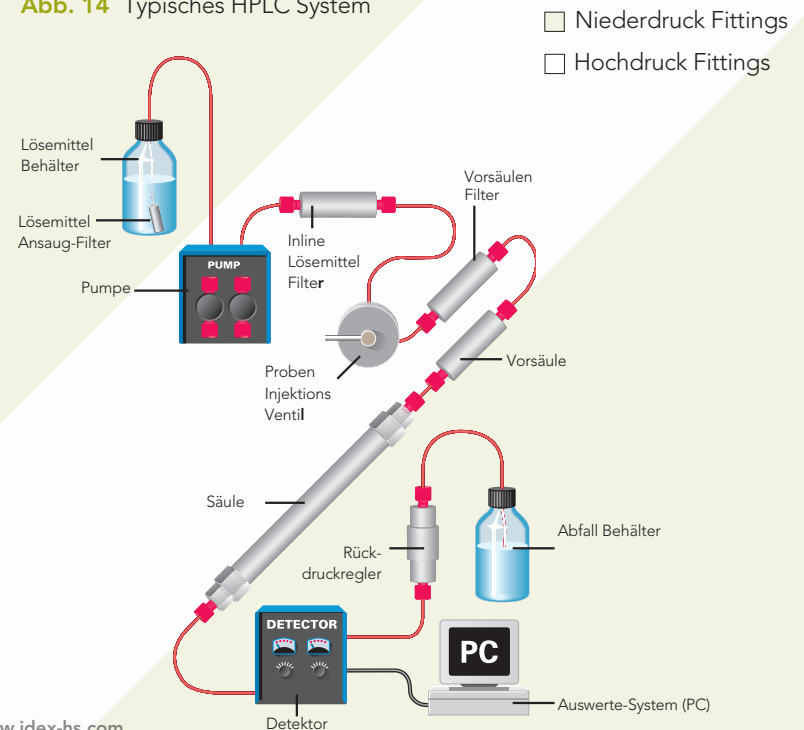 Abb. 14 Typisches HPLC System
Niederdruck Fittings
Hochdruck Fittings
Lösemittel
Behälter
Lösemittel
Ansaug-Filter
Pumpe
PUMP
Inline
Lösemittel
Filter
Vorsäulen
Filter
Proben
Injektions
Ventil
Vorsäule
Säule
Rück-
druckregler
Abfall Behälter
DETECTOR
PC
Auswerte-System (PC)
Detektor
w.idex-hs.com